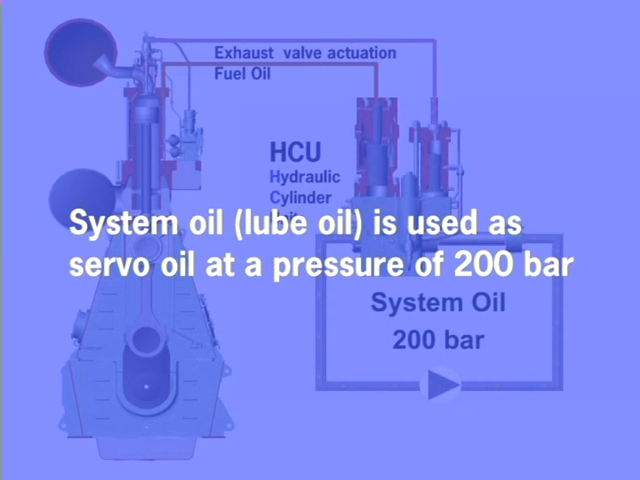 Exhaust valve actuation
Fuel Oil
HCU
Hydraulic
Cylinder
System oil (lube oil) is used as
servo oil at a pressure of 200 bar
System Oil
200 bar